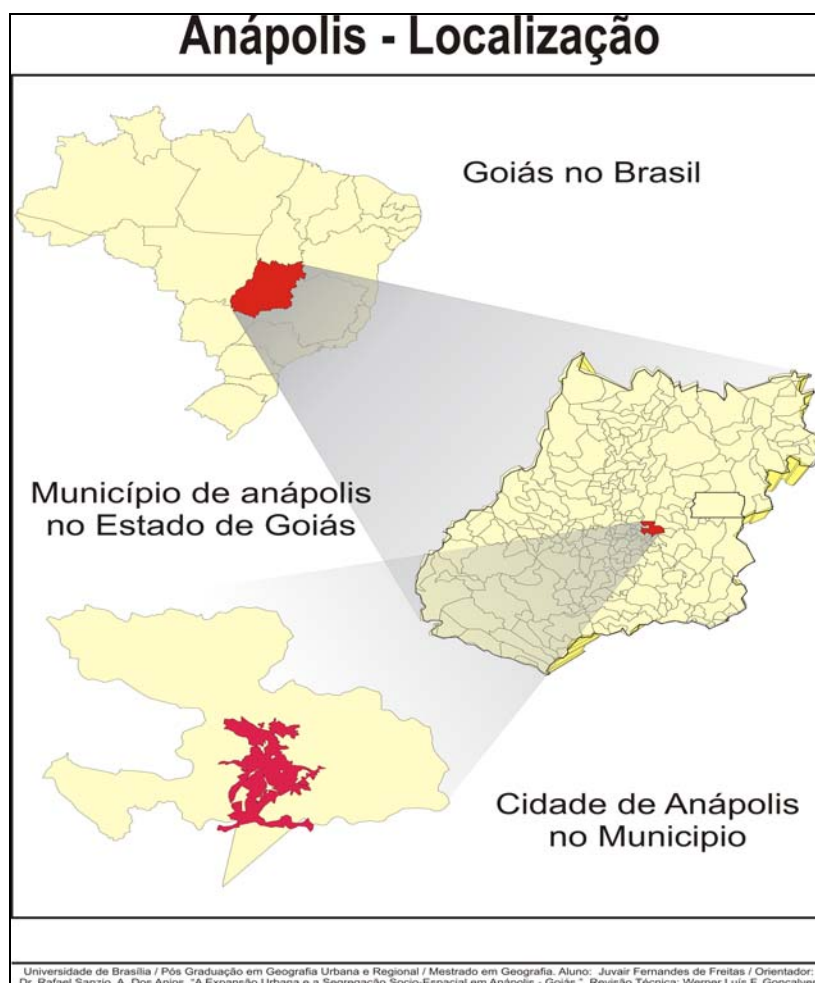 Anápolis - Localização
Goiás no Brasil
Município de anápolis
no Estado de Goiás
Cidade de Anápolis
no Municipio
Universidade de Brasília / Pós Graduação em Geografia Urbana e Regional / Mestrado em Geografia. Aluno: Juvair Fernandes de Freitas / Orientador:
Dr. Rafael Sanzio. A. Dos Anjos. "A Expansão Urbana e a Segregação Socio-Espacial em Anápolis - Goiás." Revisão Técnica: Werner Luís F. Gonçalves